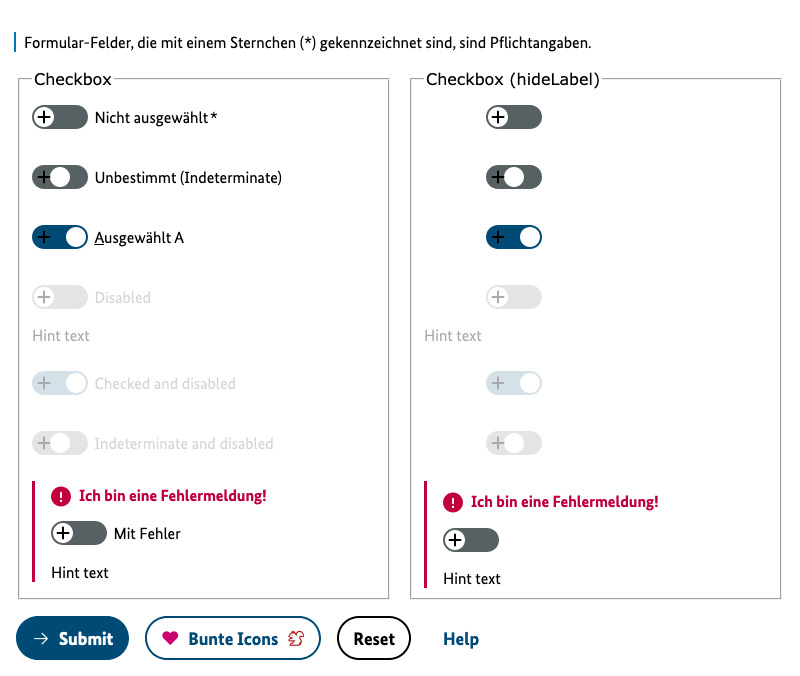 Formular-Felder, die mit einem Sternchen (*) gekennzeichnet sind, sind Pflichtangaben.
Checkbox
Nicht ausgewählt*
Unbestimmt (Indeterminate)
Ausgewählt A
Disabled
Hint text
Checked and disabled
Indeterminate and disabled
Ich bin eine Fehlermeldung!
Mit Fehler
Hint text
Checkbox (hideLabel)
Hint text
Ich bin eine Fehlermeldung!
Hint text
Submit
Bunte Icons
Reset
Help